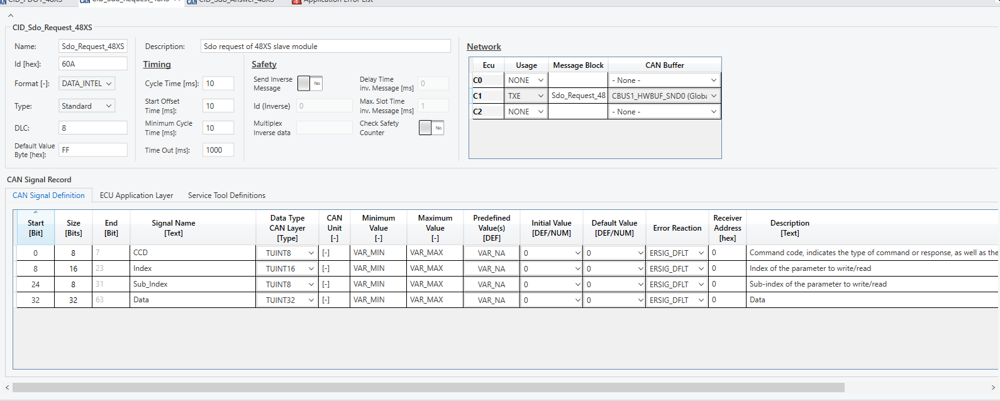 CID_PDO1_48XS CID_Sdo_Request_48XS CID_Sdo_Answer_48XS Application Error List
CID_Sdo_Request_48XS
Name: Sdo_Request_48XS Description: Sdo request of 48XS slave module Network
Id [hex]: 60A Timing Safety
Ecu Usage Message Block CAN Buffer
C0 NONE - None -
C1 TXE Sdo_Request_48 CBUS1_HWBUF_SND0 (Globa
C2 NONE - None -
Format [-]: DATA_INTEL
Type: Standard
DLC: 8
Default Value
Byte [hex]: FF
Cycle Time [ms]: 10
Start Offset
Time [ms]: 10
Minimum Cycle
Time [ms]: 10
Time Out [ms]: 1000
Send Inverse
Message No
Id (Inverse) 0
Multiplex
Inverse data
Delay Time
inv. Message [ms] 0
Max. Slot Time
inv. Message [ms] 1
Check Safety
Counter No
CAN Signal Record
CAN Signal Definition ECU Application Layer Service Tool Definitions
Start
[Bit] Size
[Bits] End
[Bit] Signal Name
[Text] Data Type
CAN Layer
[Type] CAN
Unit
[-] Minimum
Value
[-] Maximum
Value
[-] Predefined
Value(s)
[DEF] Initial Value
[DEF/NUM] Default Value
[DEF/NUM] Error Reaction Receiver
Address
[hex] Description
[Text]
0 8 7 CCD TUINT8 [-] VAR_MIN VAR_MAX VAR_NA 0 0 ERSIG_DFLT 0 Command code, indicates the type of command or response, as well as the
8 16 23 Index TUINT16 [-] VAR_MIN VAR_MAX VAR_NA 0 0 ERSIG_DFLT 0 Index of the parameter to write/read
24 8 31 Sub_Index TUINT8 [-] VAR_MIN VAR_MAX VAR_NA 0 0 ERSIG_DFLT 0 Sub-index of the parameter to write/read
32 32 63 Data TUINT32 [-] VAR_MIN VAR_MAX VAR_NA 0 0 ERSIG_DFLT 0 Data